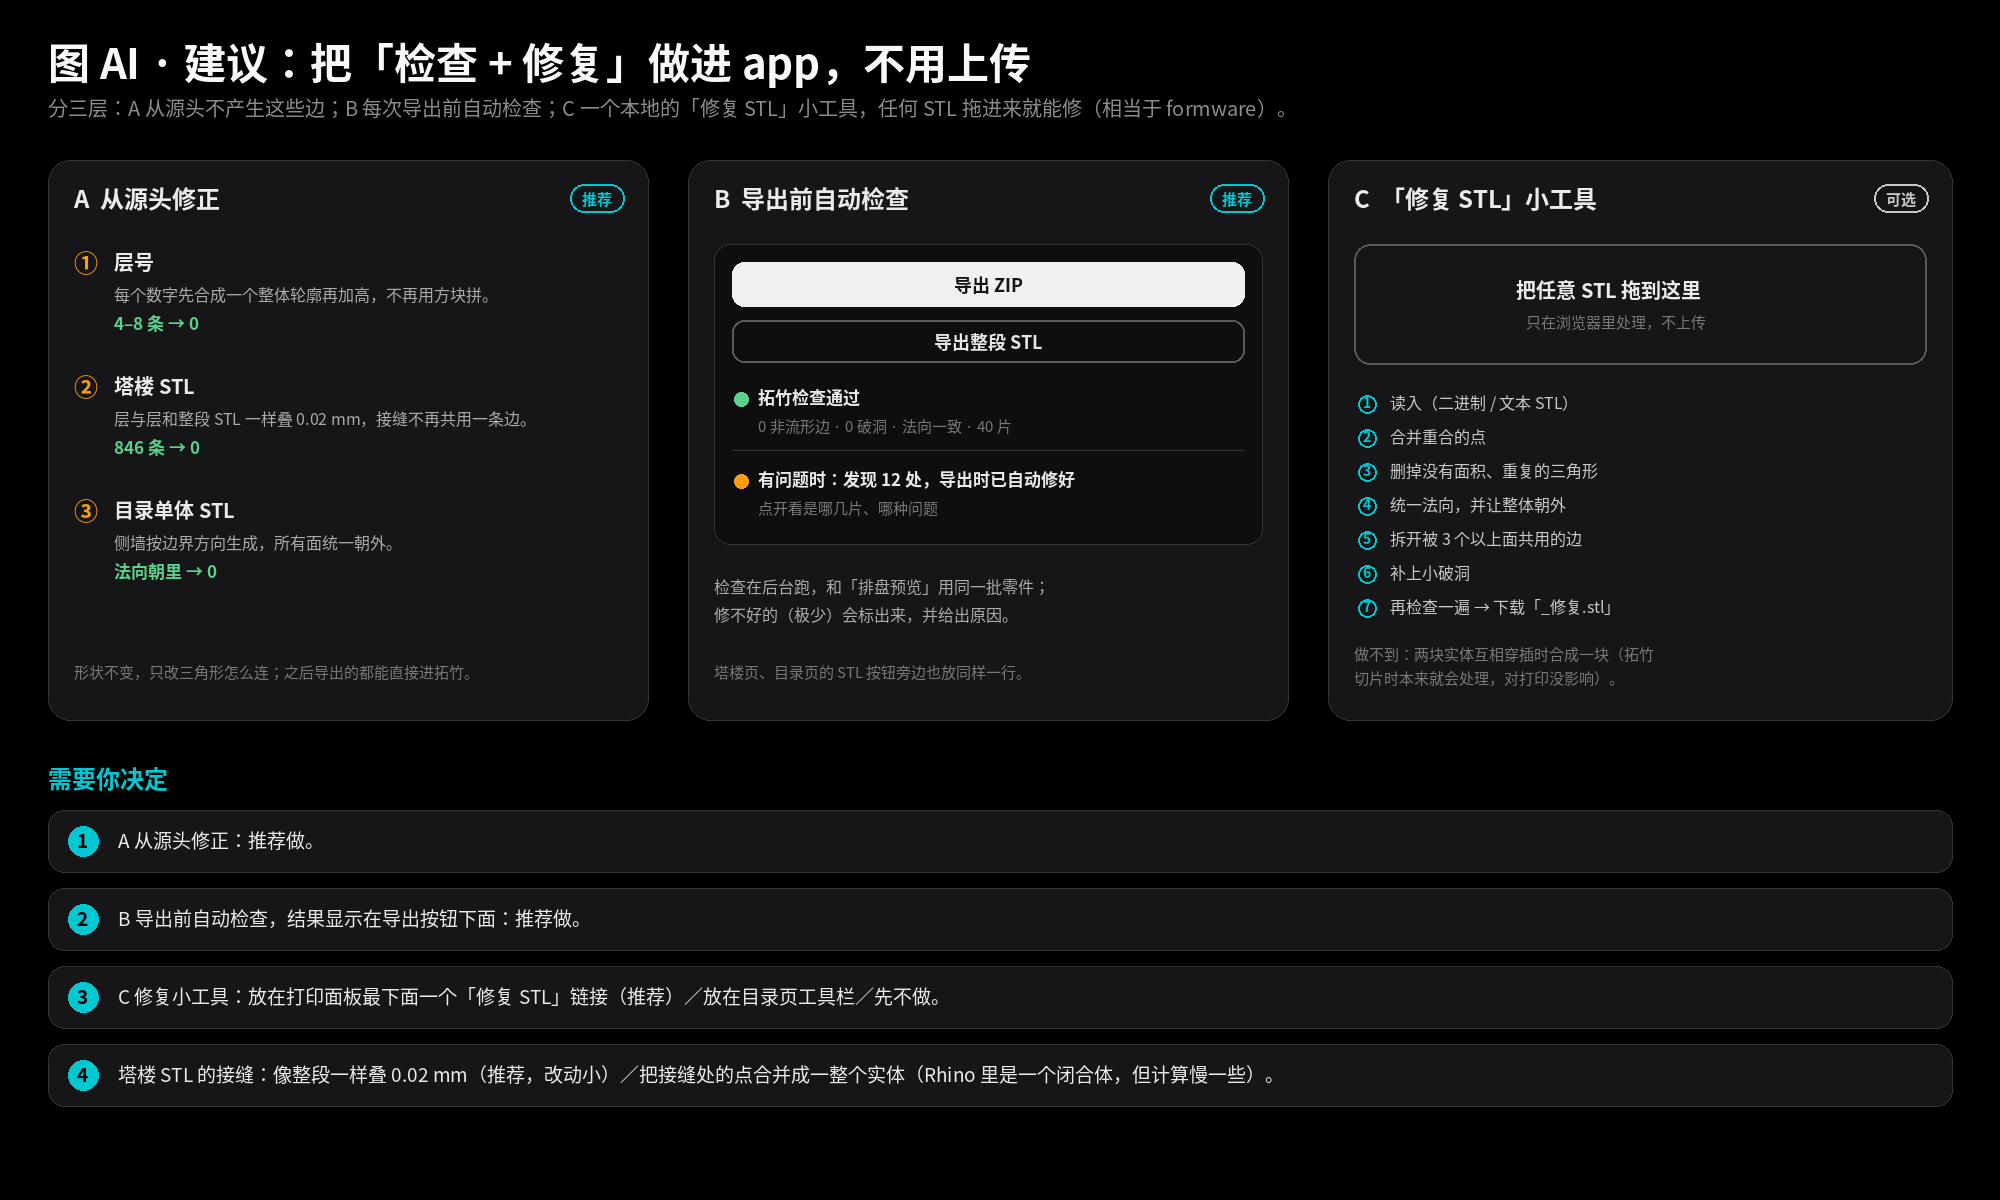 图 AI · 建议：把「检查 + 修复」做进 app，不用上传
分三层：A 从源头不产生这些边；B 每次导出前自动检查；C 一个本地的「修复 STL」小工具，任何 STL 拖进来就能修（相当于 formware）。
A 从源头修正
推荐
① 层号
每个数字先合成一个整体轮廓再加高，不再用方块拼。
4–8 条 → 0
② 塔楼 STL
层与层和整段 STL 一样叠 0.02 mm，接缝不再共用一条边。
846 条 → 0
③ 目录单体 STL
侧墙按边界方向生成，所有面统一朝外。
法向朝里 → 0
形状不变，只改三角形怎么连；之后导出的都能直接进拓竹。
B 导出前自动检查
推荐
导出 ZIP
导出整段 STL
拓竹检查通过
0 非流形边 · 0 破洞 · 法向一致 · 40 片
有问题时：发现 12 处，导出时已自动修好
点开看是哪几片、哪种问题
检查在后台跑，和「排盘预览」用同一批零件；
修不好的（极少）会标出来，并给出原因。
塔楼页、目录页的 STL 按钮旁边也放同样一行。
C 「修复 STL」小工具
可选
把任意 STL 拖到这里
只在浏览器里处理，不上传
① 读入（二进制 / 文本 STL）
② 合并重合的点
③ 删掉没有面积、重复的三角形
④ 统一法向，并让整体朝外
⑤ 拆开被 3 个以上面共用的边
⑥ 补上小破洞
⑦ 再检查一遍 → 下载「_修复.stl」
做不到：两块实体互相穿插时合成一块（拓竹
切片时本来就会处理，对打印没影响）。
需要你决定
1 A 从源头修正：推荐做。
2 B 导出前自动检查，结果显示在导出按钮下面：推荐做。
3 C 修复小工具：放在打印面板最下面一个「修复 STL」链接（推荐）／放在目录页工具栏／先不做。
4 塔楼 STL 的接缝：像整段一样叠 0.02 mm（推荐，改动小）／把接缝处的点合并成一整个实体（Rhino 里是一个闭合体，但计算慢一些）。